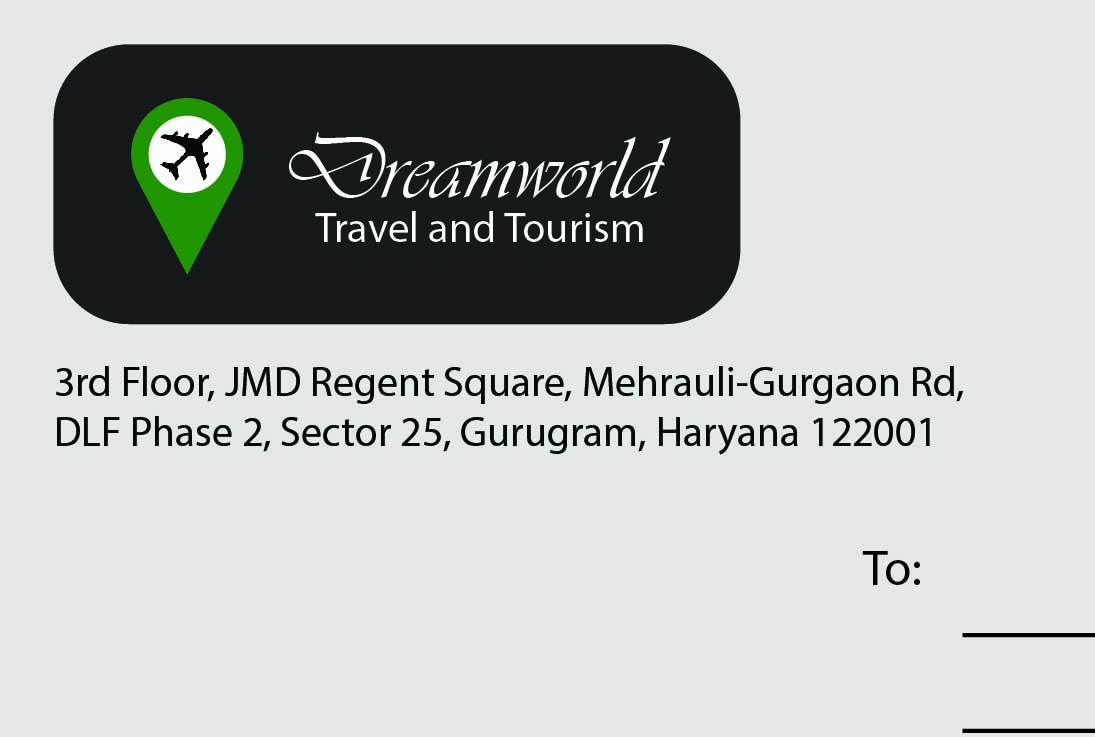 Dreamworld
Travel and Tourism
3rd Floor, JMD Regent Square, Mehrauli-Gurgaon Rd,
DLF Phase 2, Sector 25, Gurugram, Haryana 122001
To: